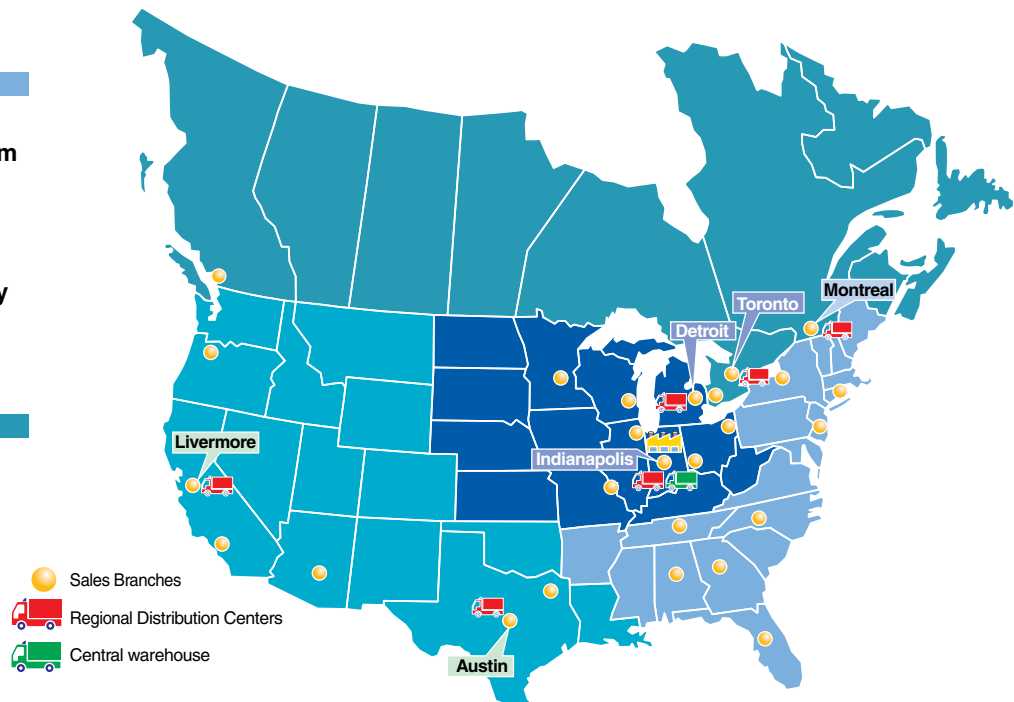 m
y
Montreal
Toronto
Detroit
Livermore
Indianapolis
Sales Branches
Regional Distribution Centers
Central warehouse
Austin